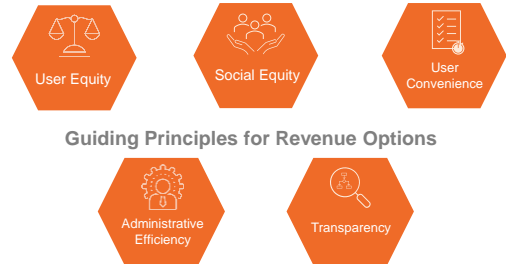 User Equity
Social Equity
User
Convenience
Guiding Principles for Revenue Options
Administrative
Efficiency
Transparency